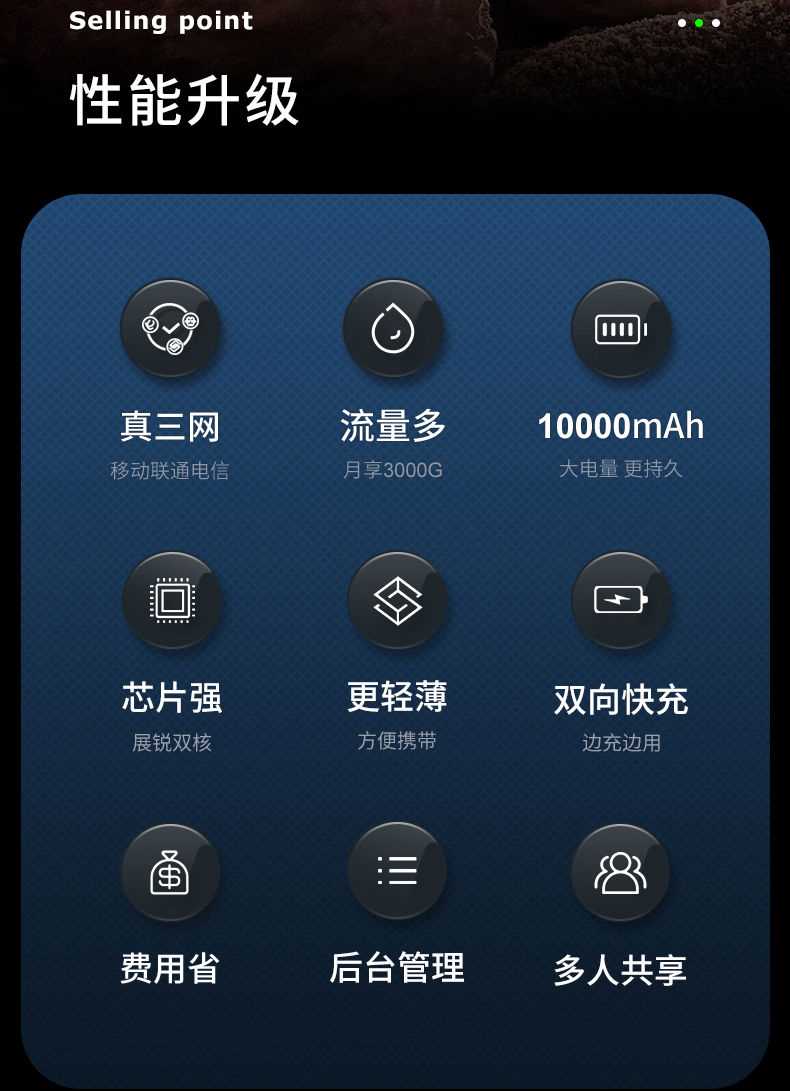 Selling point
性能升级
真三网
移动联通电信
流量多
月享3000G
10000mAh
大电量 更持久
芯片强
展锐双核
更轻薄
方便携带
双向快充
边充边用
费用省
后台管理
多人共享